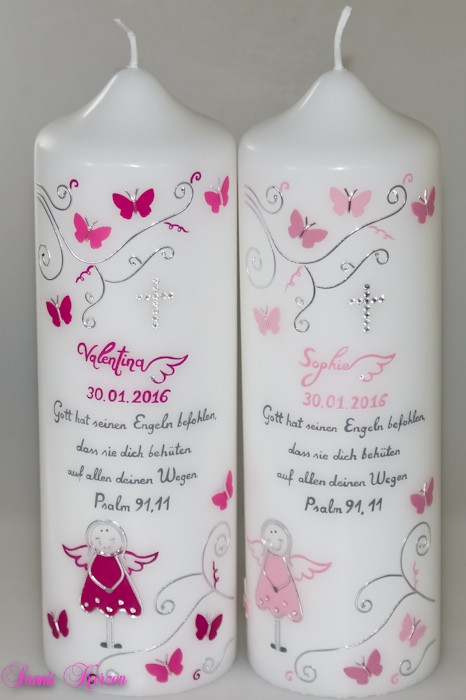 Valentina
30.01.2016
Gott hat seinen Engeln befohlen,
dass sie dich behüten
auf allen deinen Wegen
Psalm 91,11
Sophie
30.01.2016
Gott hat seinen Engeln befohlen,
dass sie dich behüten
auf allen deinen Wegen
Psalm 91,11
Kerzen